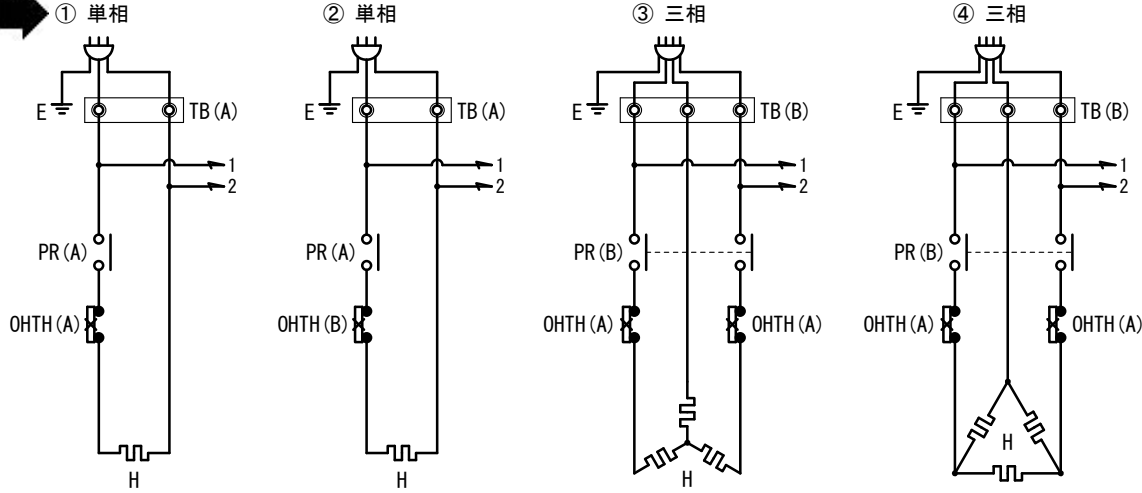 ① 単相
② 単相
③ 三相
④ 三相
E
TB(A)
E
TB(A)
E
TB(B)
E
TB(B)
1
1
1
1
2
2
2
2
PR(A)
PR(A)
PR(B)
PR(B)
OHTH(A)
OHTH(B)
OHTH(A)
OHTH(A)
OHTH(A)
OHTH(A)
H
H
H
H